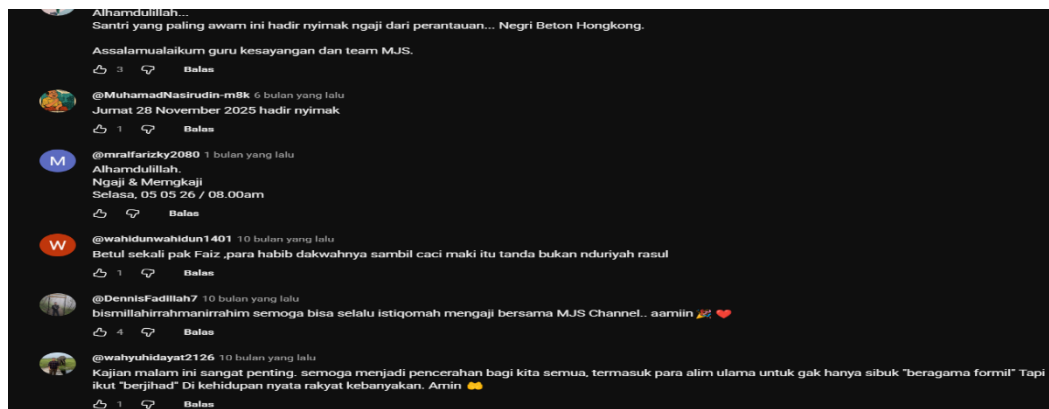 Alhamdulillah...
Santri yang paling awam ini hadir nyimak ngaji dari perantauan... Negri Beton Hongkong.
Assalamualaikum guru kesayangan dan team MJS.
3 Balas
@MuhamadNasirudin-m8k 6 bulan yang lalu
Jumat 28 November 2025 hadir nyimak
1 Balas
M
@mralfarizky2080 1 bulan yang lalu
Alhamdulillah.
Ngaji & Memgkaji
Selasa, 05 05 26 / 08.00am
Balas
W
@wahidunwahidun1401 10 bulan yang lalu
Betul sekali pak Faiz ,para habib dakwahnya sambil caci maki itu tanda bukan nduriyah rasul
1 Balas
@DennisFadillah7 10 bulan yang lalu
bismillahirrahmanirrahim semoga bisa selalu istiqomah mengaji bersama MJS Channel.. aamiin 🎉 ❤️
4 Balas
@wahyuhidayat2126 10 bulan yang lalu
Kajian malam ini sangat penting. semoga menjadi pencerahan bagi kita semua, termasuk para alim ulama untuk gak hanya sibuk "beragama formil" Tapi
ikut "berjihad" Di kehidupan nyata rakyat kebanyakan. Amin 🤲
1 Balas